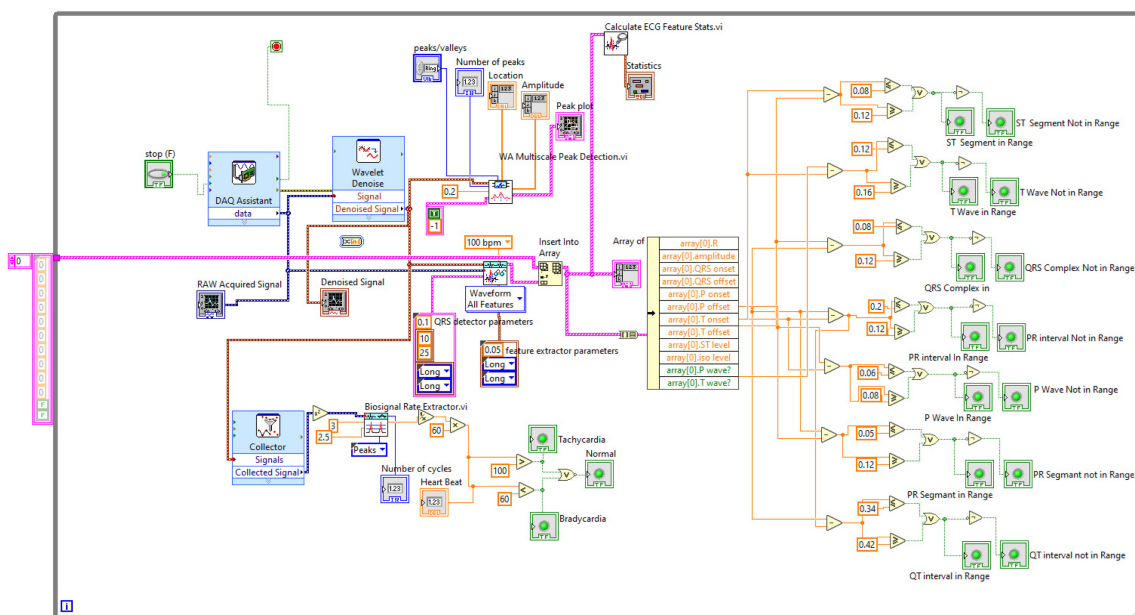 Calculate ECG Feature Stats.vi
Statistics
peaks/valleys
Ring
Number of peaks
Location
Amplitude
Peak plot
WA Multiscale Peak Detection.vi
0.2
-1
stop (F)
TF
DAQ Assistant
data
Wavelet
Denoise
Signal
Denoised Signal
RAW Acquired Signal
Denoised Signal
0
100 bpm
Insert Into
Array
Waveform
All Features
0.1
QRS detector parameters
10
25
Long
Long
0.05
feature extractor parameters
Long
Long
Array of
array[0].R
array[0].amplitude
array[0].QRS onset
array[0].QRS offset
array[0].P onset
array[0].P offset
array[0].T onset
array[0].T offset
array[0].ST level
array[0].iso level
array[0].P wave?
array[0].T wave?
Collector
Signals
Collected Signal
Biosignal Rate Extractor.vi
3
2.5
Peaks
60
Number of cycles
Heart Beat
100
60
Tachycardia
Normal
Bradycardia
0.08
0.12
ST Segment Not in Range
ST Segment in Range
0.12
0.16
T Wave Not in Range
T Wave in Range
0.08
0.12
QRS Complex Not in Range
QRS Complex in
0.2
0.12
PR interval Not in Range
PR interval In Range
0.06
0.08
P Wave Not in Range
P Wave In Range
0.05
0.12
PR Segmant not in Range
PR Segmant in Range
0.34
0.42
QT interval not in Range
QT interval in Range
i